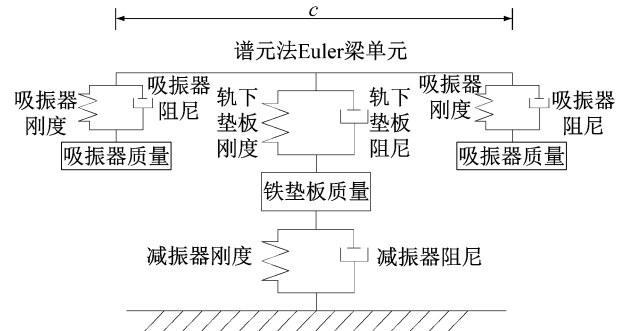 c
谱元法Euler梁单元
吸振器
刚度
吸振器
阻尼
轨下
垫板
刚度
轨下
垫板
阻尼
吸振器
刚度
吸振器
阻尼
吸振器质量
吸振器质量
铁垫板质量
减振器刚度
减振器阻尼